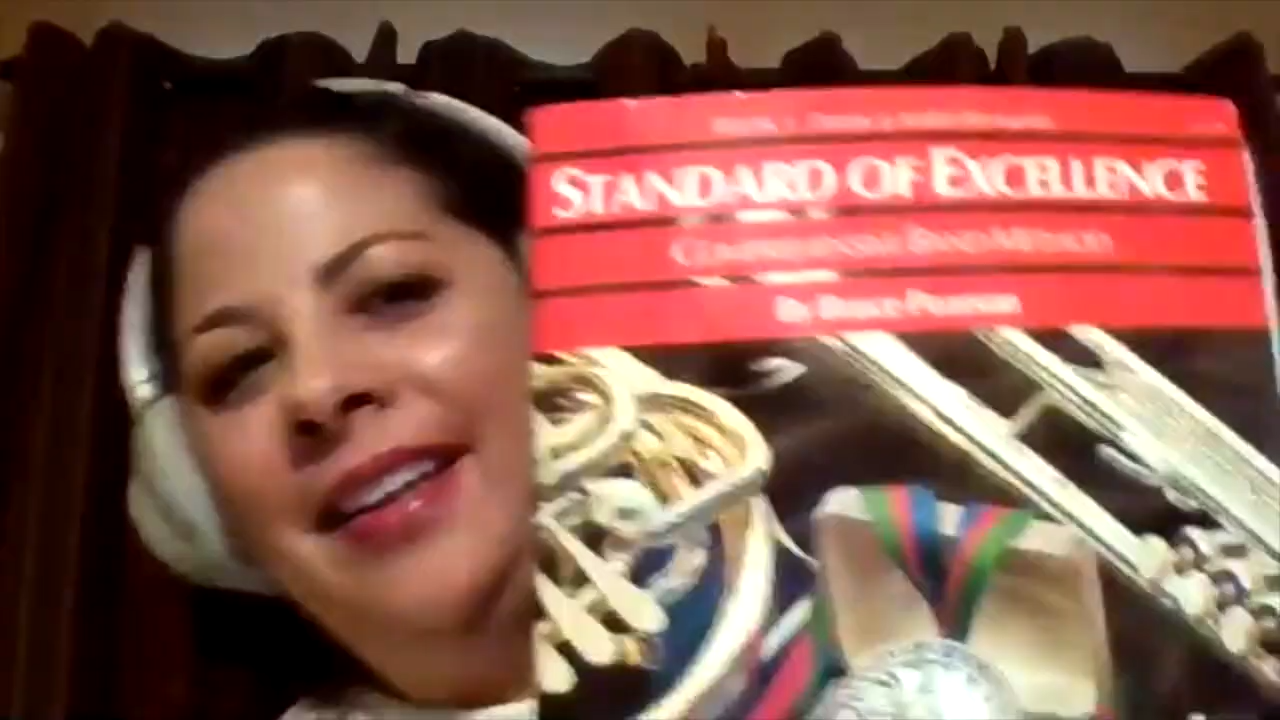 STANDARD OF EXCELLENCE
COMPREHENSIVE BAND METHOD
By Bruce Pearson